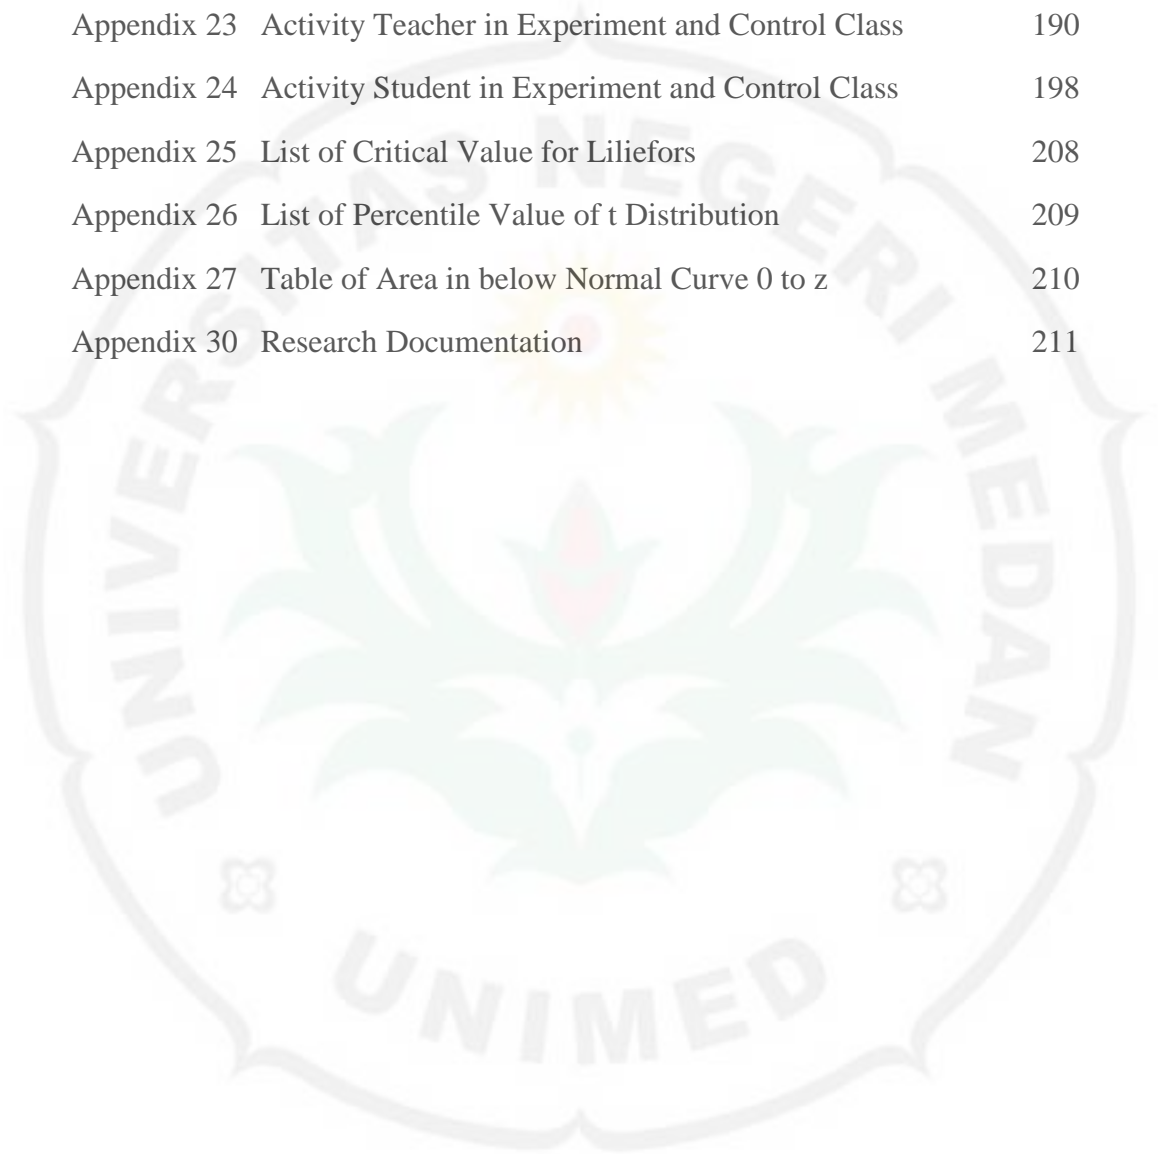 Appendix 23 Activity Teacher in Experiment and Control Class 190
Appendix 24 Activity Student in Experiment and Control Class 198
Appendix 25 List of Critical Value for Liliefors 208
Appendix 26 List of Percentile Value of t Distribution 209
Appendix 27 Table of Area in below Normal Curve 0 to z 210
Appendix 30 Research Documentation 211
UNIVERSITAS NEGERI MEDAN
UNIMED